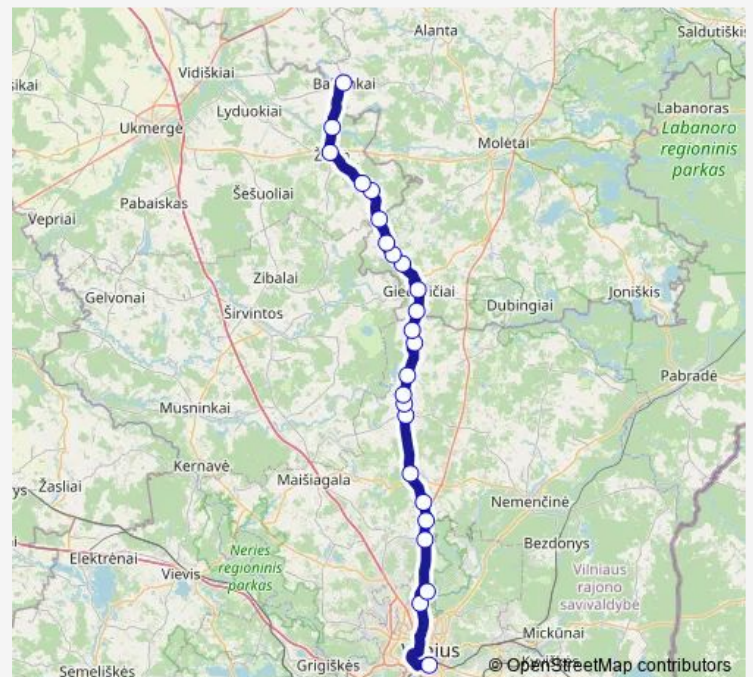 Alanta
Saldutiškis
Vidiškiai
Lyduokiai
Labanoras
Labanoro
regioninis
parkas
Ukmergė
Molėtai
Šešuoliai
Pabaiskas
Vepriai
Zibalai
Gelvonai
Širvintos
Dubingiai
Joniškis
Pabradė
Musninkai
Kernavė
Maišiagala
Žasliai
Nemenčinė
Elektrėnai
Bezdonys
Neries
regioninis
parkas
Vievis
Vilniaus
rajono
savivaldybė
Mickūnai
Semeliškės
Grigiškės
© OpenStreetMap contributors